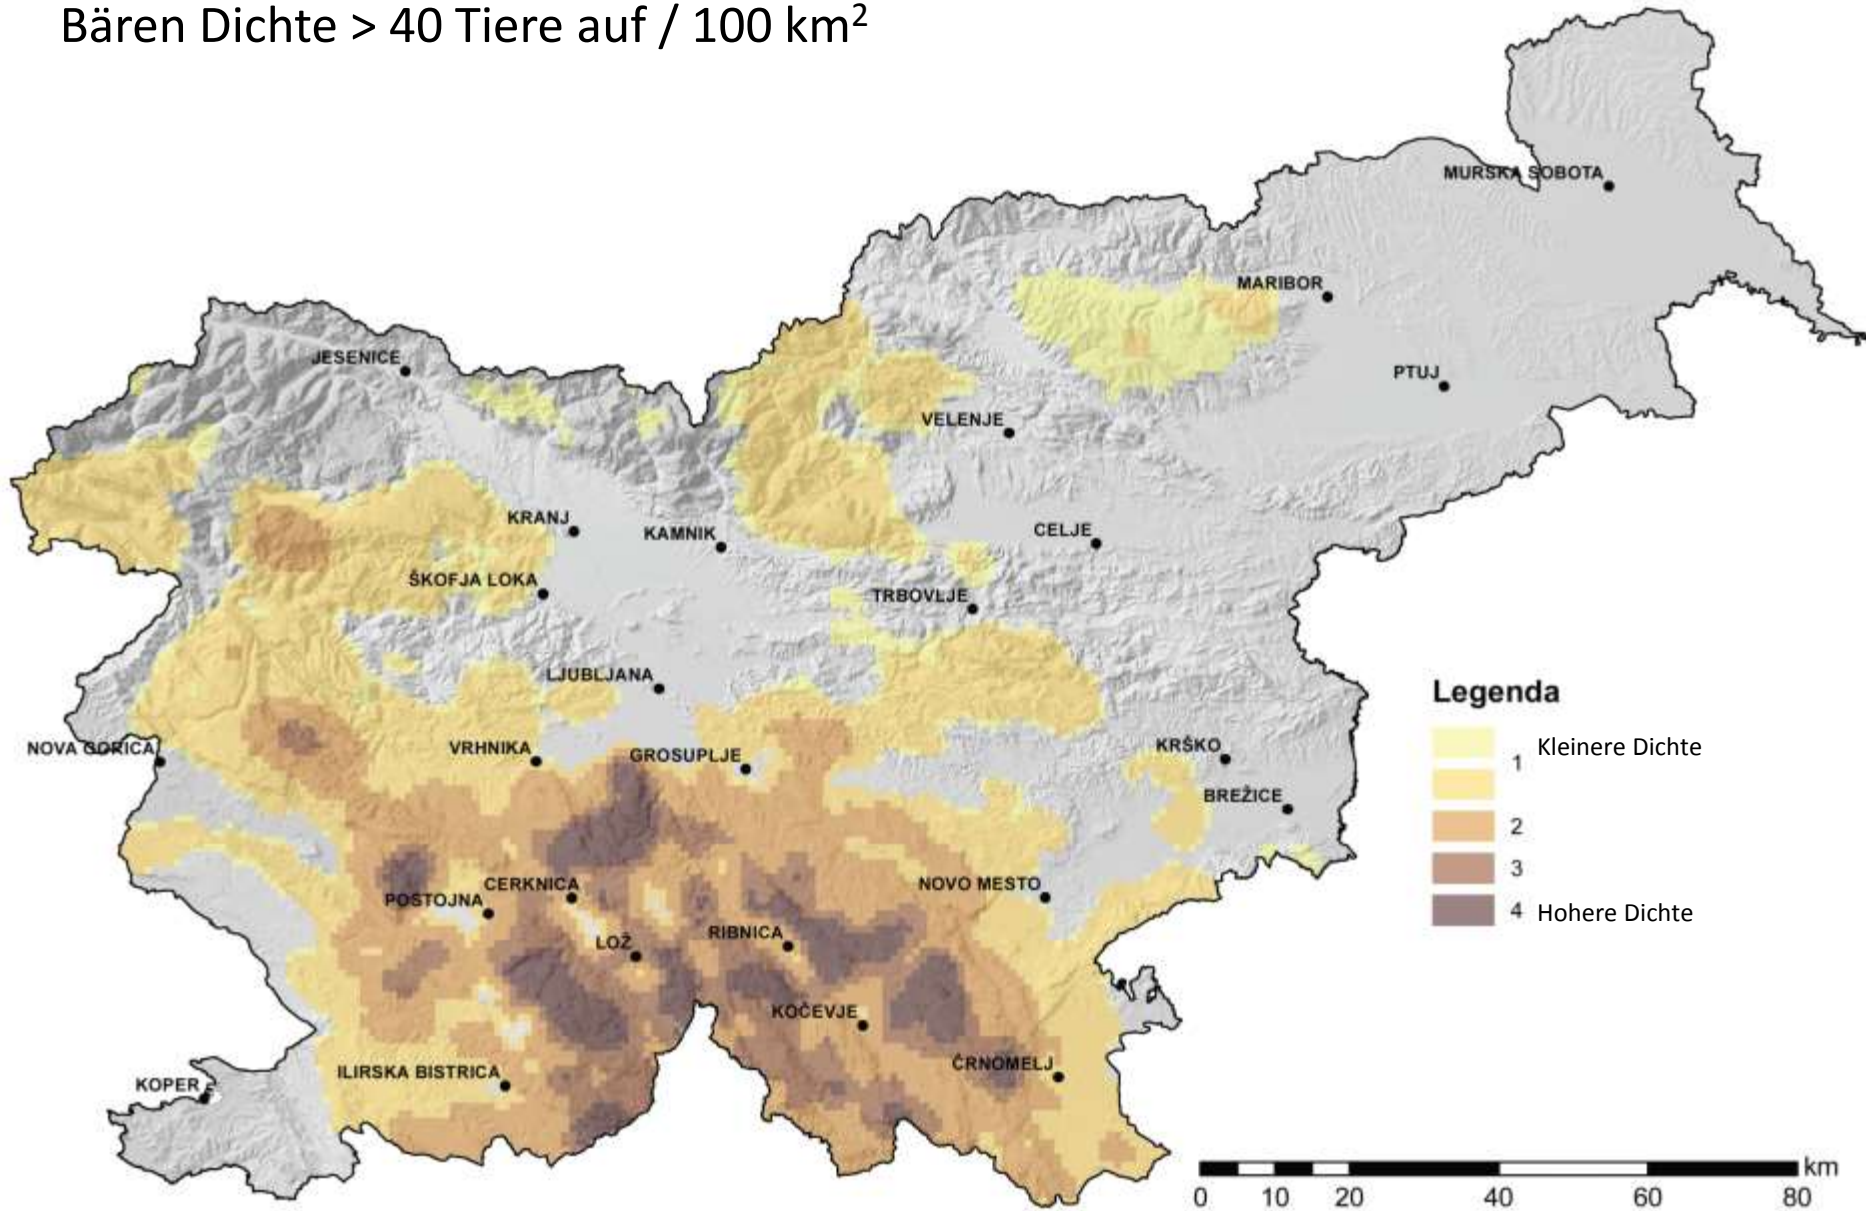 Bären Dichte > 40 Tiere auf / 100 km²
MURSKA SOBOTA
MARIBOR
JESENICE
PTUJ
VELENJE
KRANJ
KAMNIK
CELJE
ŠKOFJA LOKA
TRBOVLJE
LJUBLJANA
Legenda
NOVA GORICA
VRHNIKA
GROSUPLJE
KRŠKO
1 Kleinere Dichte
BREŽICE
2
3
POSTOJNA
CERKNICA
NOVO MESTO
4 Hohere Dichte
LOŽ
RIBNICA
KOČEVJE
ČRNOMELJ
KOPER
ILIRSKA BISTRICA
km
0 10 20 40 60 80